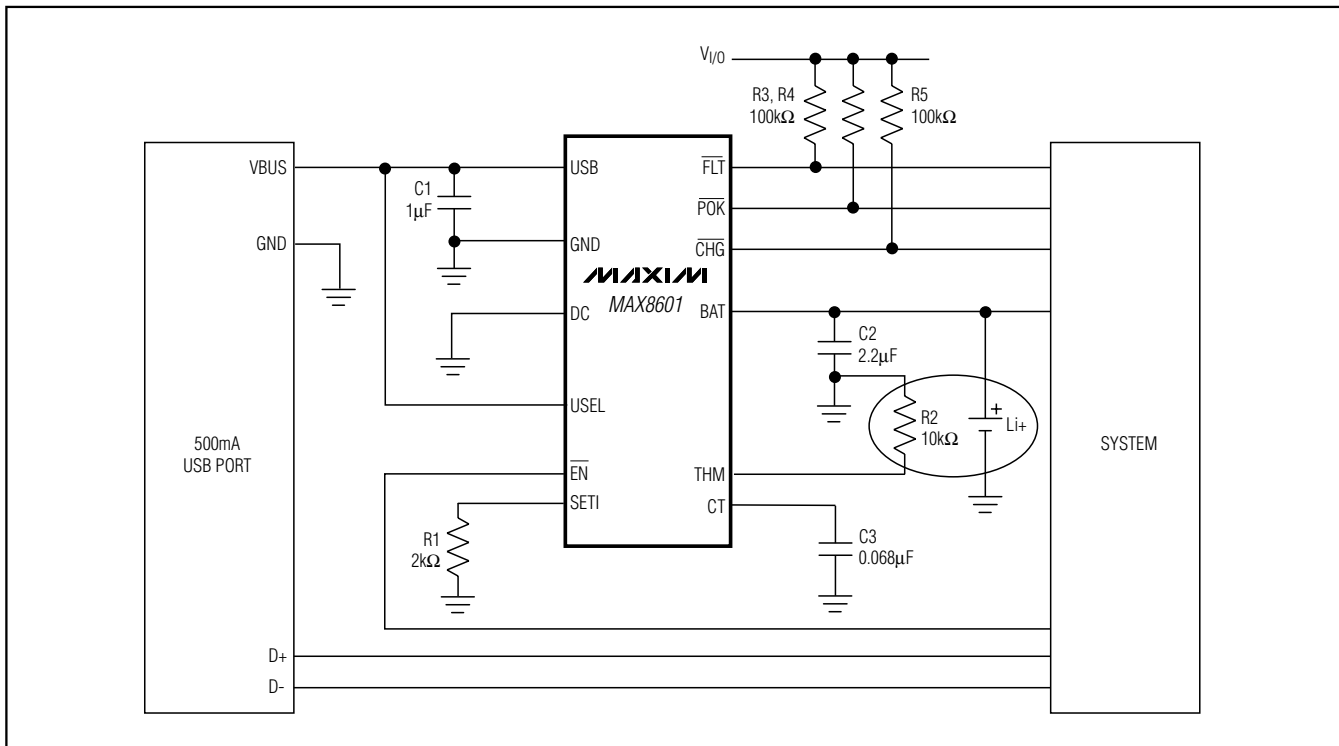 VI/O
R3, R4
100kΩ
R5
100kΩ
VBUS
GND
500mA
USB PORT
D+
D-
C1
1µF
USB
GND
DC
USEL
EN
SETI
R1
2kΩ
MAXIM
MAX8601
FLT
POK
CHG
BAT
THM
CT
C2
2.2µF
R2
10kΩ
+
Li+
C3
0.068µF
SYSTEM